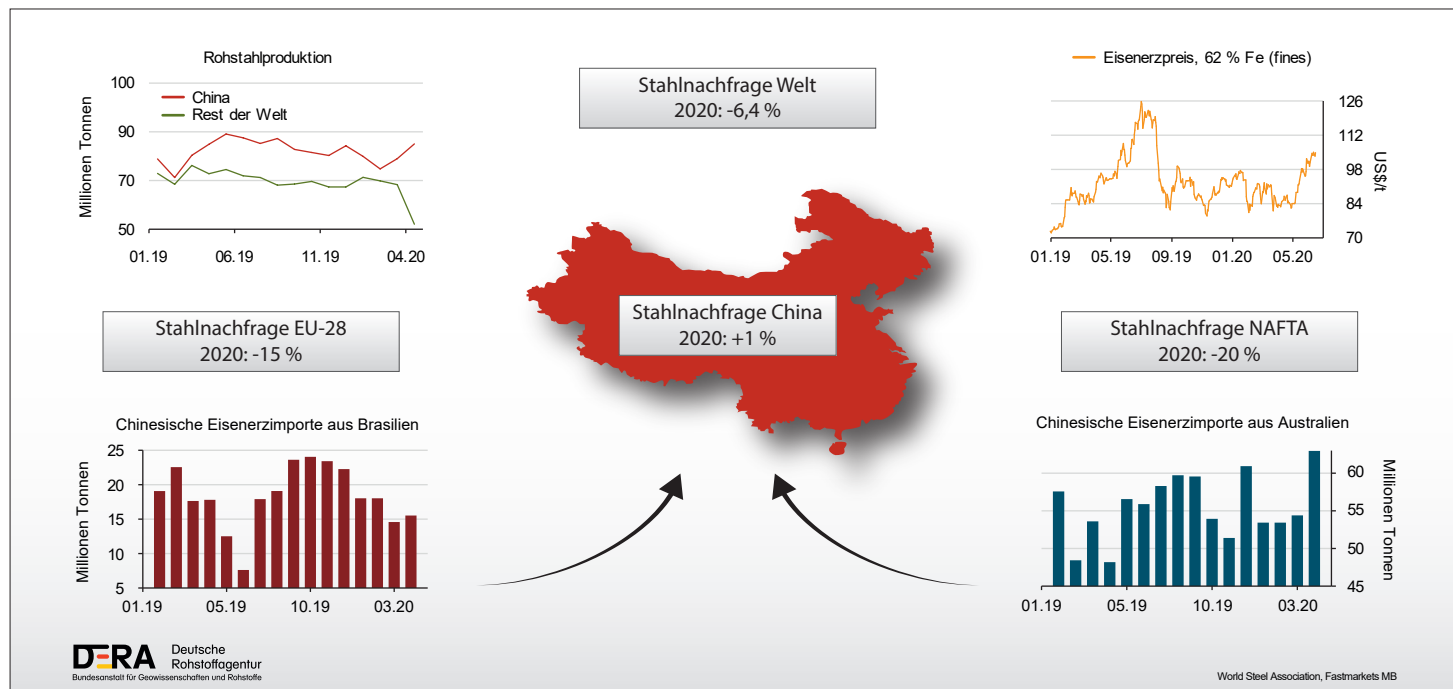 Rohstahlproduktion
Millionen Tonnen
100
90
70
50
China
Rest der Welt
01.19 06.19 11.19 04.20
Stahlnachfrage Welt
2020: -6,4 %
Eisenerzpreis, 62 % Fe (fines)
126
112
98
84
70
US$/t
01.19 05.19 09.19 01.20 05.20
Stahlnachfrage EU-28
2020: -15 %
Stahlnachfrage China
2020: +1 %
Stahlnachfrage NAFTA
2020: -20 %
Chinesische Eisenerzimporte aus Brasilien
Millionen Tonnen
25
20
15
10
5
01.19 05.19 10.19 03.20
Chinesische Eisenerzimporte aus Australien
60
55
50
45
Millionen Tonnen
01.19 05.19 10.19 03.20
DERA Deutsche
Rohstoffagentur
Bundesanstalt für Geowissenschaften und Rohstoffe
World Steel Association, Fastmarkets MB